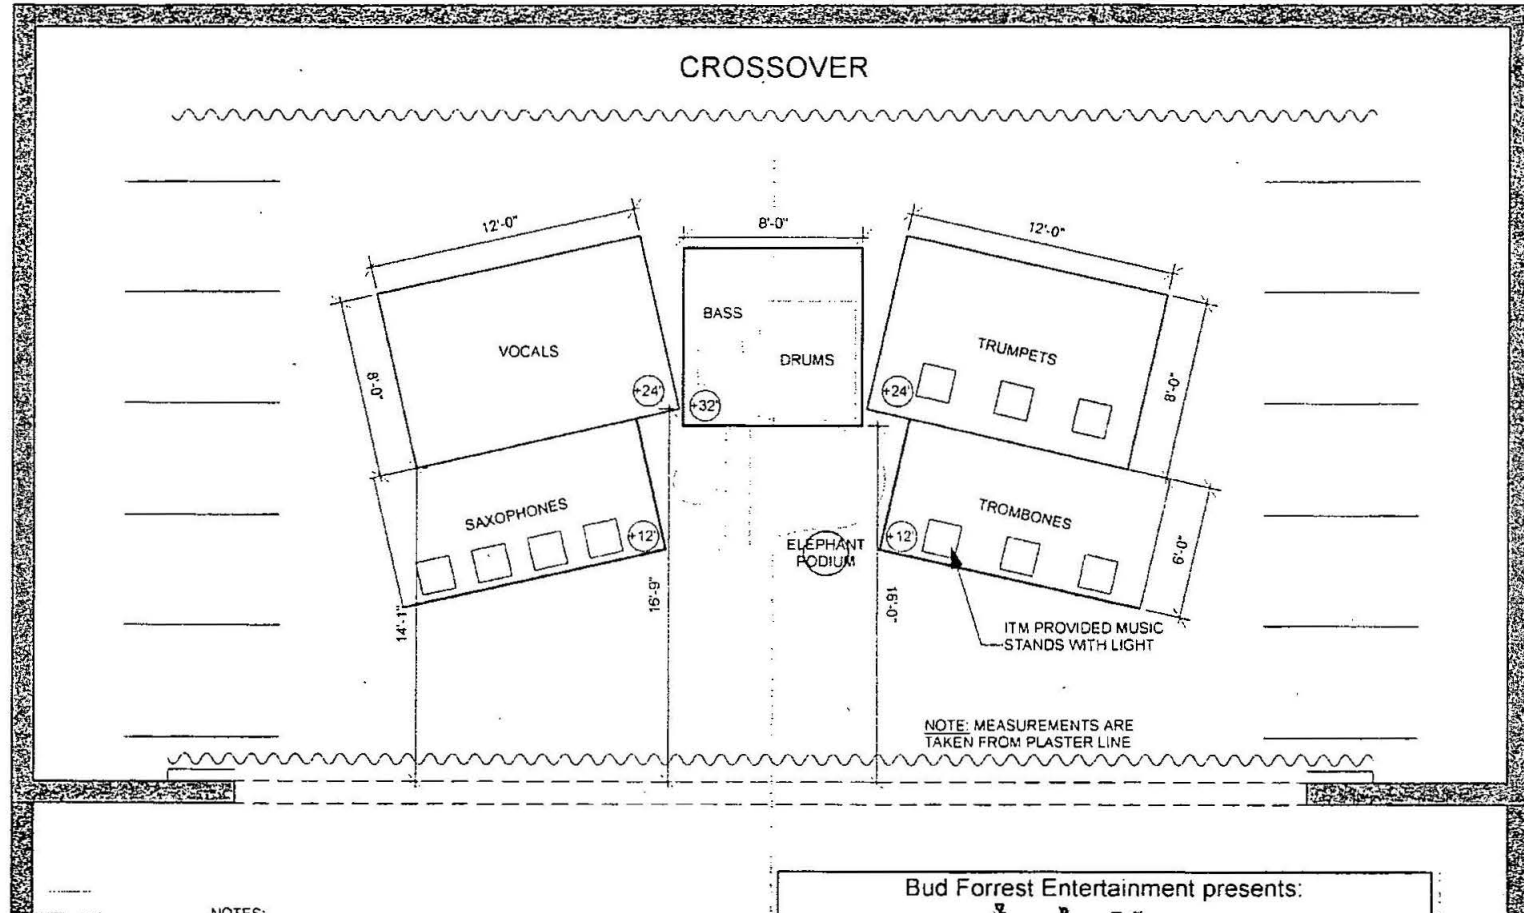 CROSSOVER
12'-0"
8'-0"
12'-0"
BASS
VOCALS
DRUMS
TRUMPETS
8'-0"
8'-0"
+24"
+32"
+24"
SAXOPHONES
TROMBONES
+12"
ELEPHANT
PODIUM
+12"
6'-0"
14'-1"
16'-9"
16'-0"
ITM PROVIDED MUSIC
STANDS WITH LIGHT
NOTE: MEASUREMENTS ARE
TAKEN FROM PLASTER LINE
NOTES:
Bud Forrest Entertainment presents: